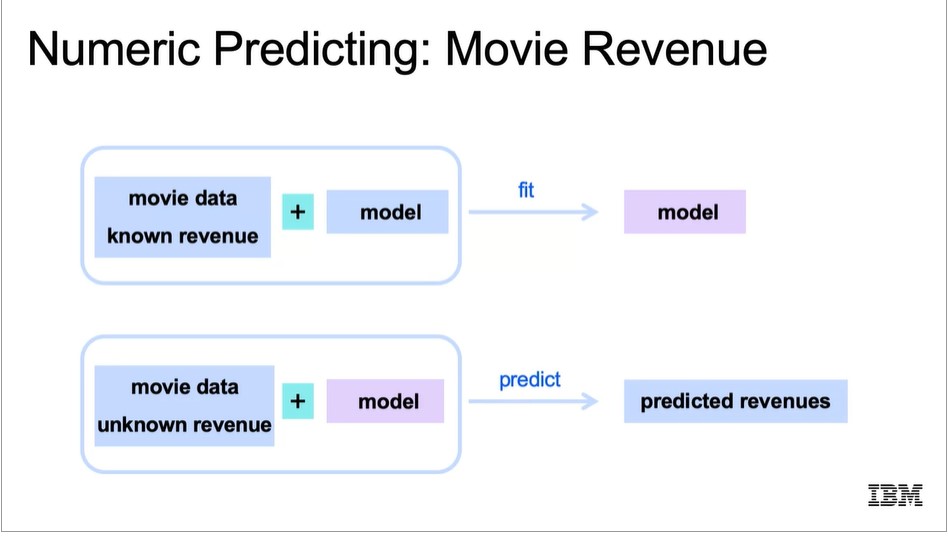 Numeric Predicting: Movie Revenue
movie data
known revenue
+
model
fit
model
movie data
unknown revenue
+
model
predict
predicted revenues
IBM